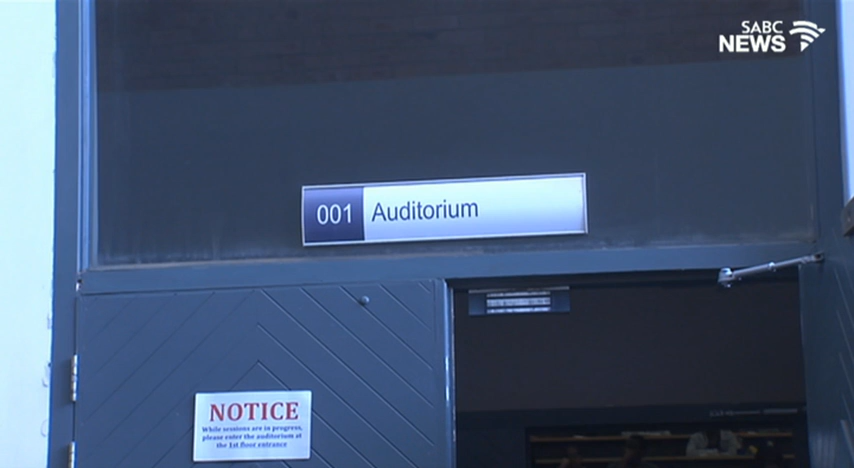 SABC
NEWS
001 Auditorium
NOTICE
While sessions are in progress,
please enter the auditorium at
the 1st floor entrance